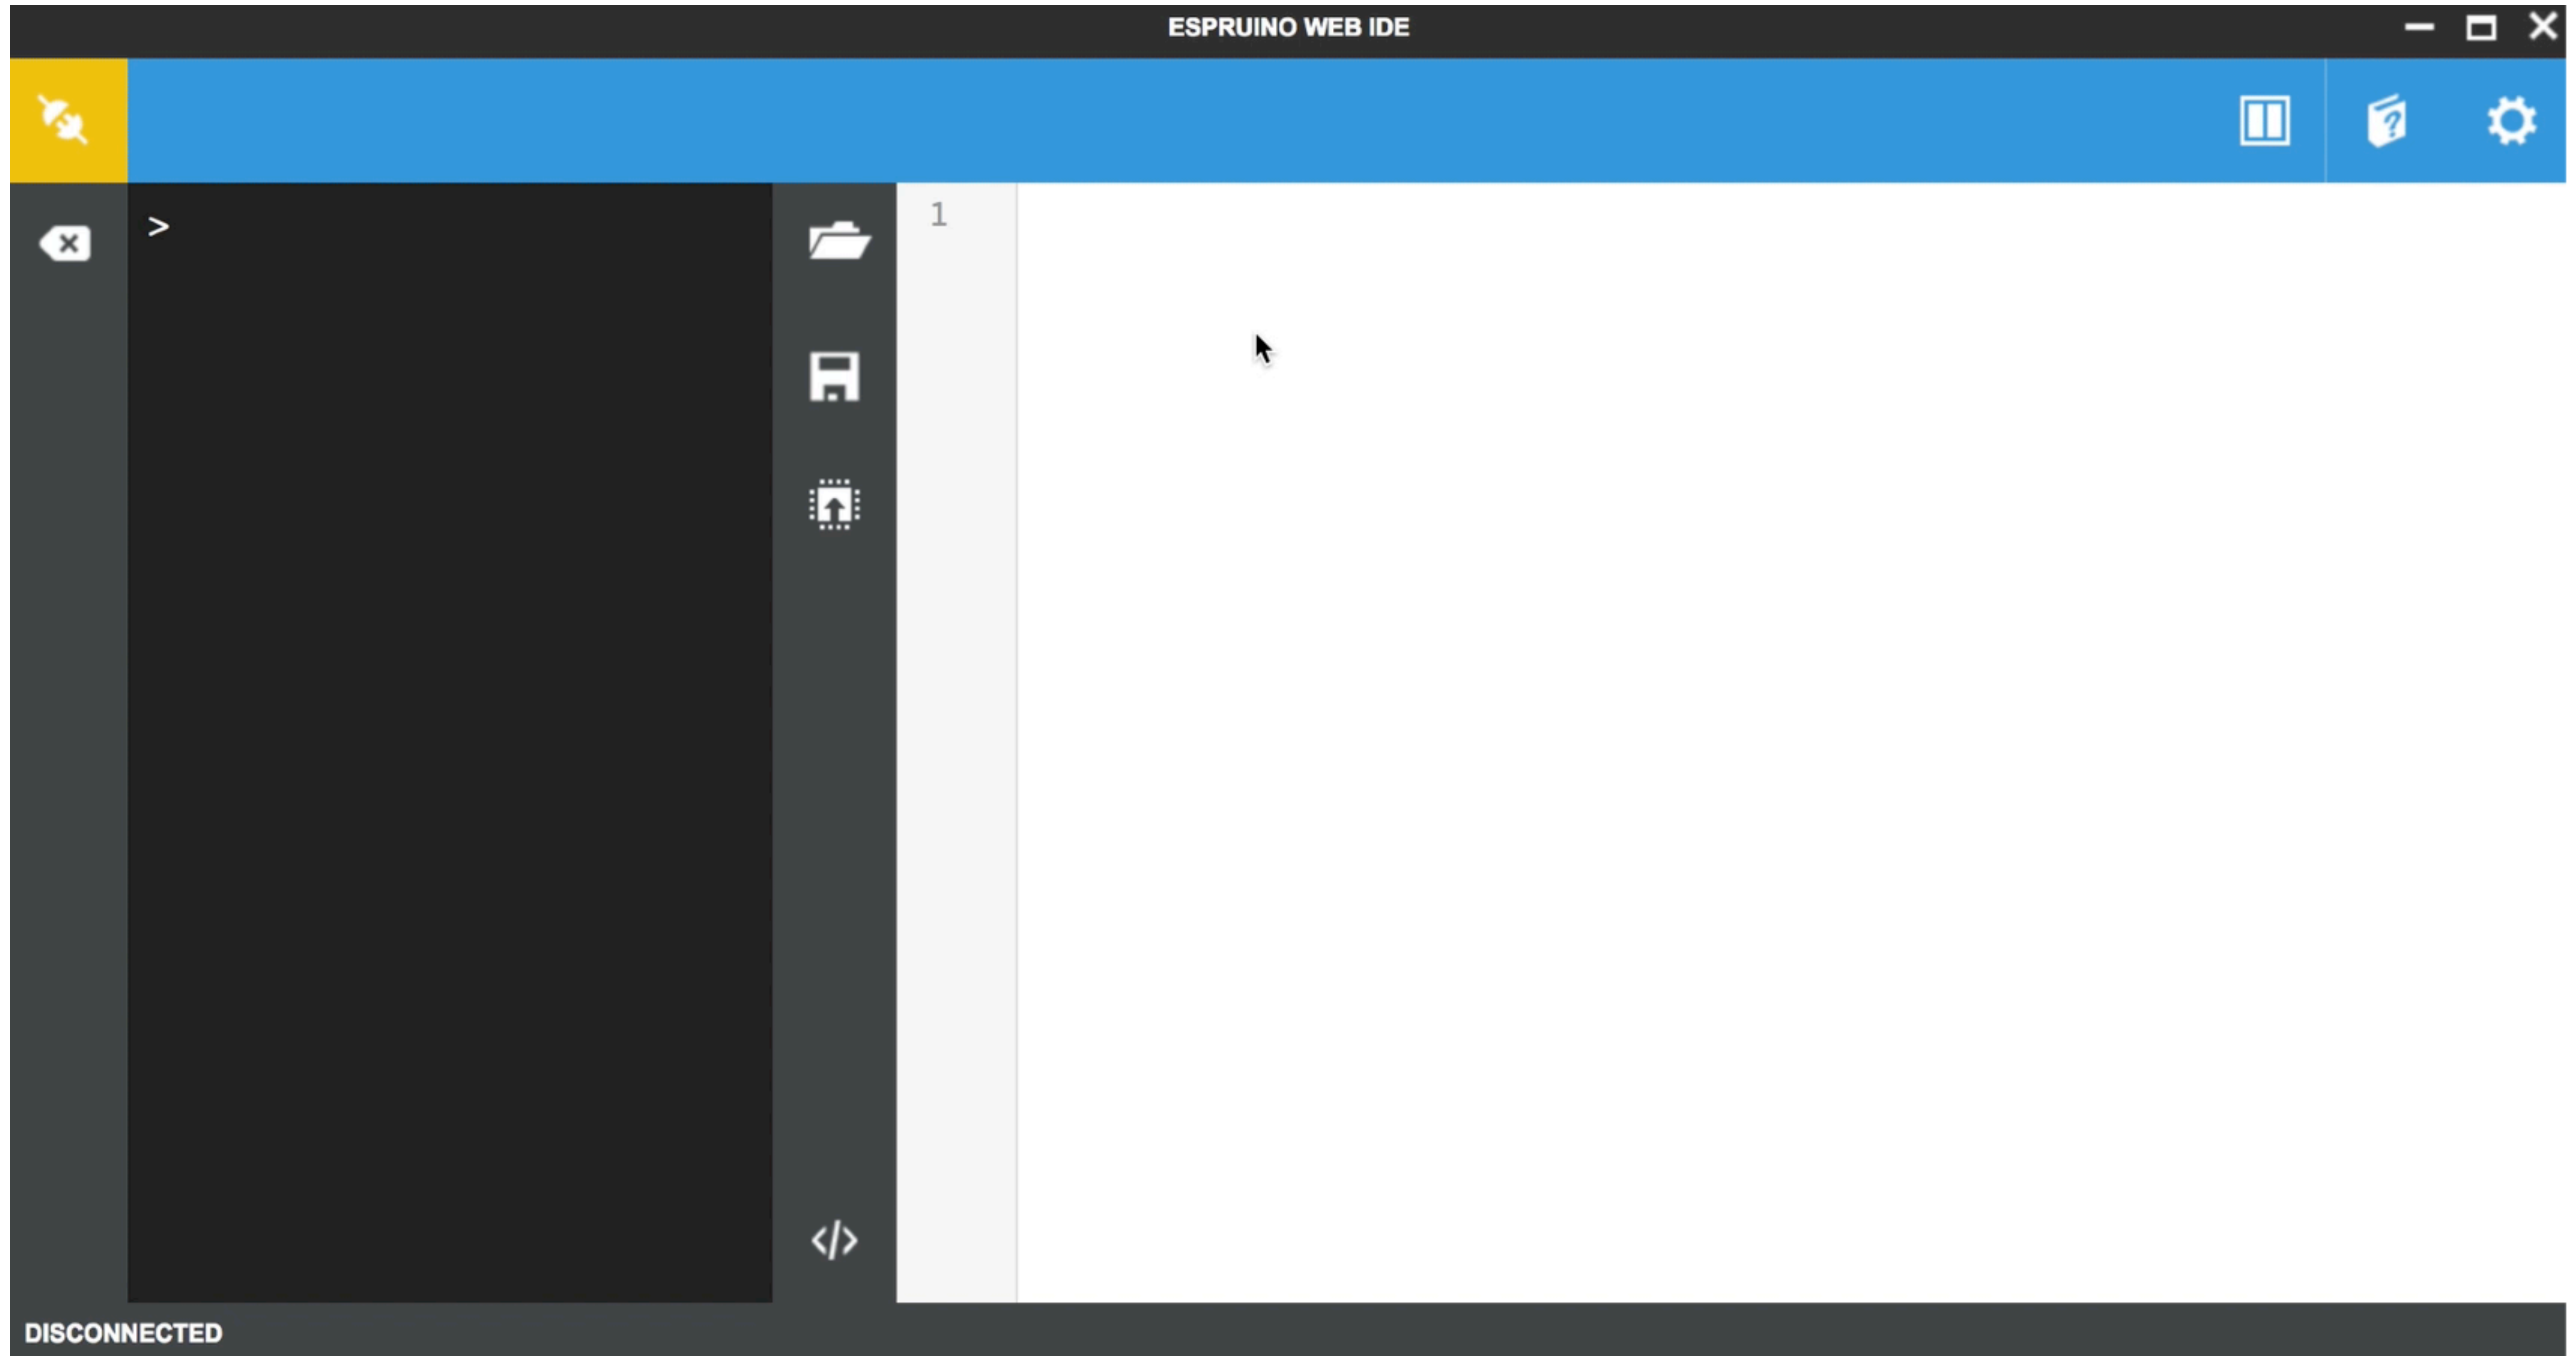 ESPRUINO WEB IDE
>
1
</>
DISCONNECTED